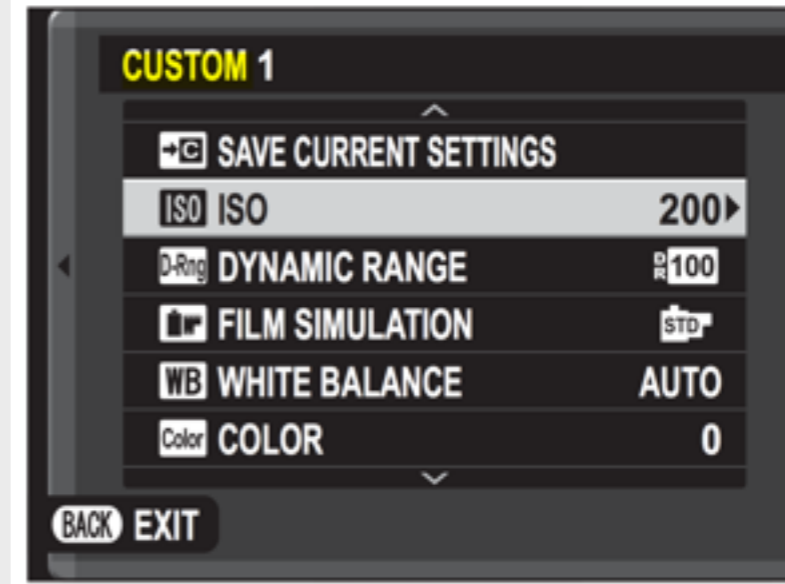 CUSTOM 1
C SAVE CURRENT SETTINGS
ISO ISO 200
D-Rng DYNAMIC RANGE DR100
FILM SIMULATION STD
WB WHITE BALANCE AUTO
Color COLOR 0
BACK EXIT